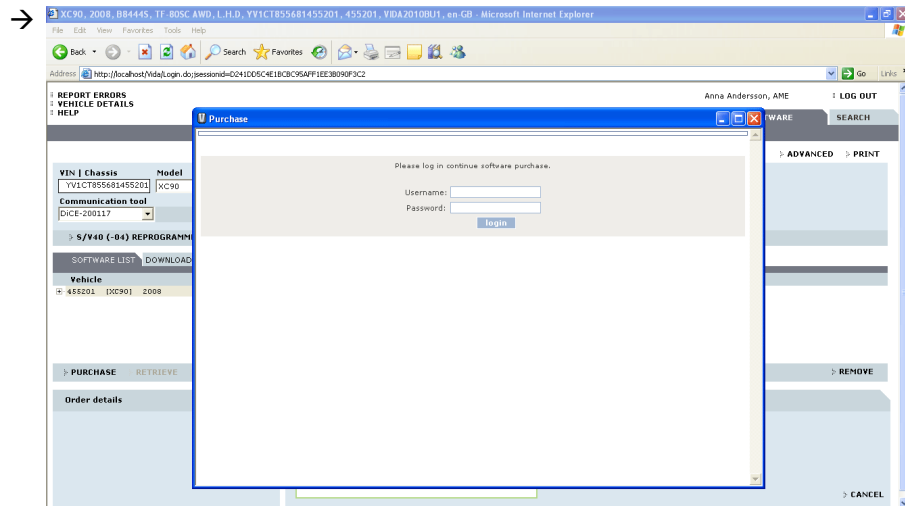 XC90, 2008, B8444S, TF-80SC AWD, L.H.D, YV1CT855681455201, 455201, VIDA2010BU1, en-GB - Microsoft Internet Explorer
File Edit View Favorites Tools Help
Back Search Favorites
Address http://localhost/Vida/Login.do;jsessionid=D241DD5C4E1BCBC95AFF1EE3B090F3C2 Go Links
REPORT ERRORS Anna Andersson, AME LOG OUT
VEHICLE DETAILS
HELP
Purchase
TWARE SEARCH
ADVANCED PRINT
Please log in continue software purchase.
VIN | Chassis Model
YV1CT855681455201 XC90
Username:
Communication tool
Password:
DiCE-200117
login
S/V40 (-04) REPROGRAMMI
SOFTWARE LIST DOWNLOAD
Vehicle
455201 [XC90] 2008
PURCHASE RETRIEVE REMOVE
Order details
CANCEL